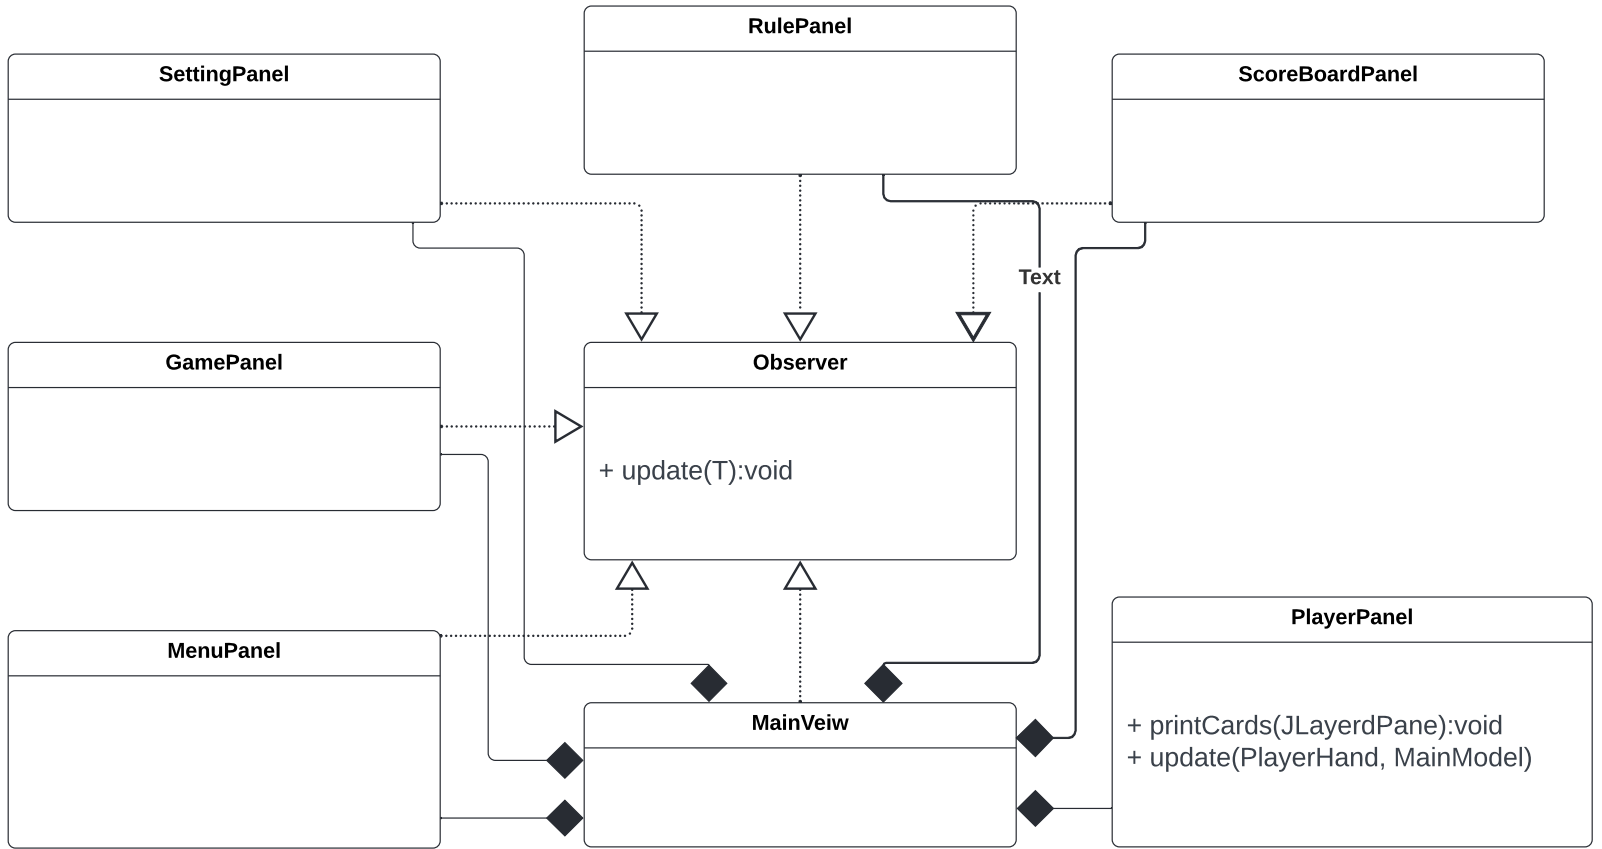 RulePanel
SettingPanel
ScoreBoardPanel
Text
GamePanel
Observer
+ update(T):void
MenuPanel
MainVeiw
PlayerPanel
+ printCards(JLayerdPane):void
+ update(PlayerHand, MainModel)